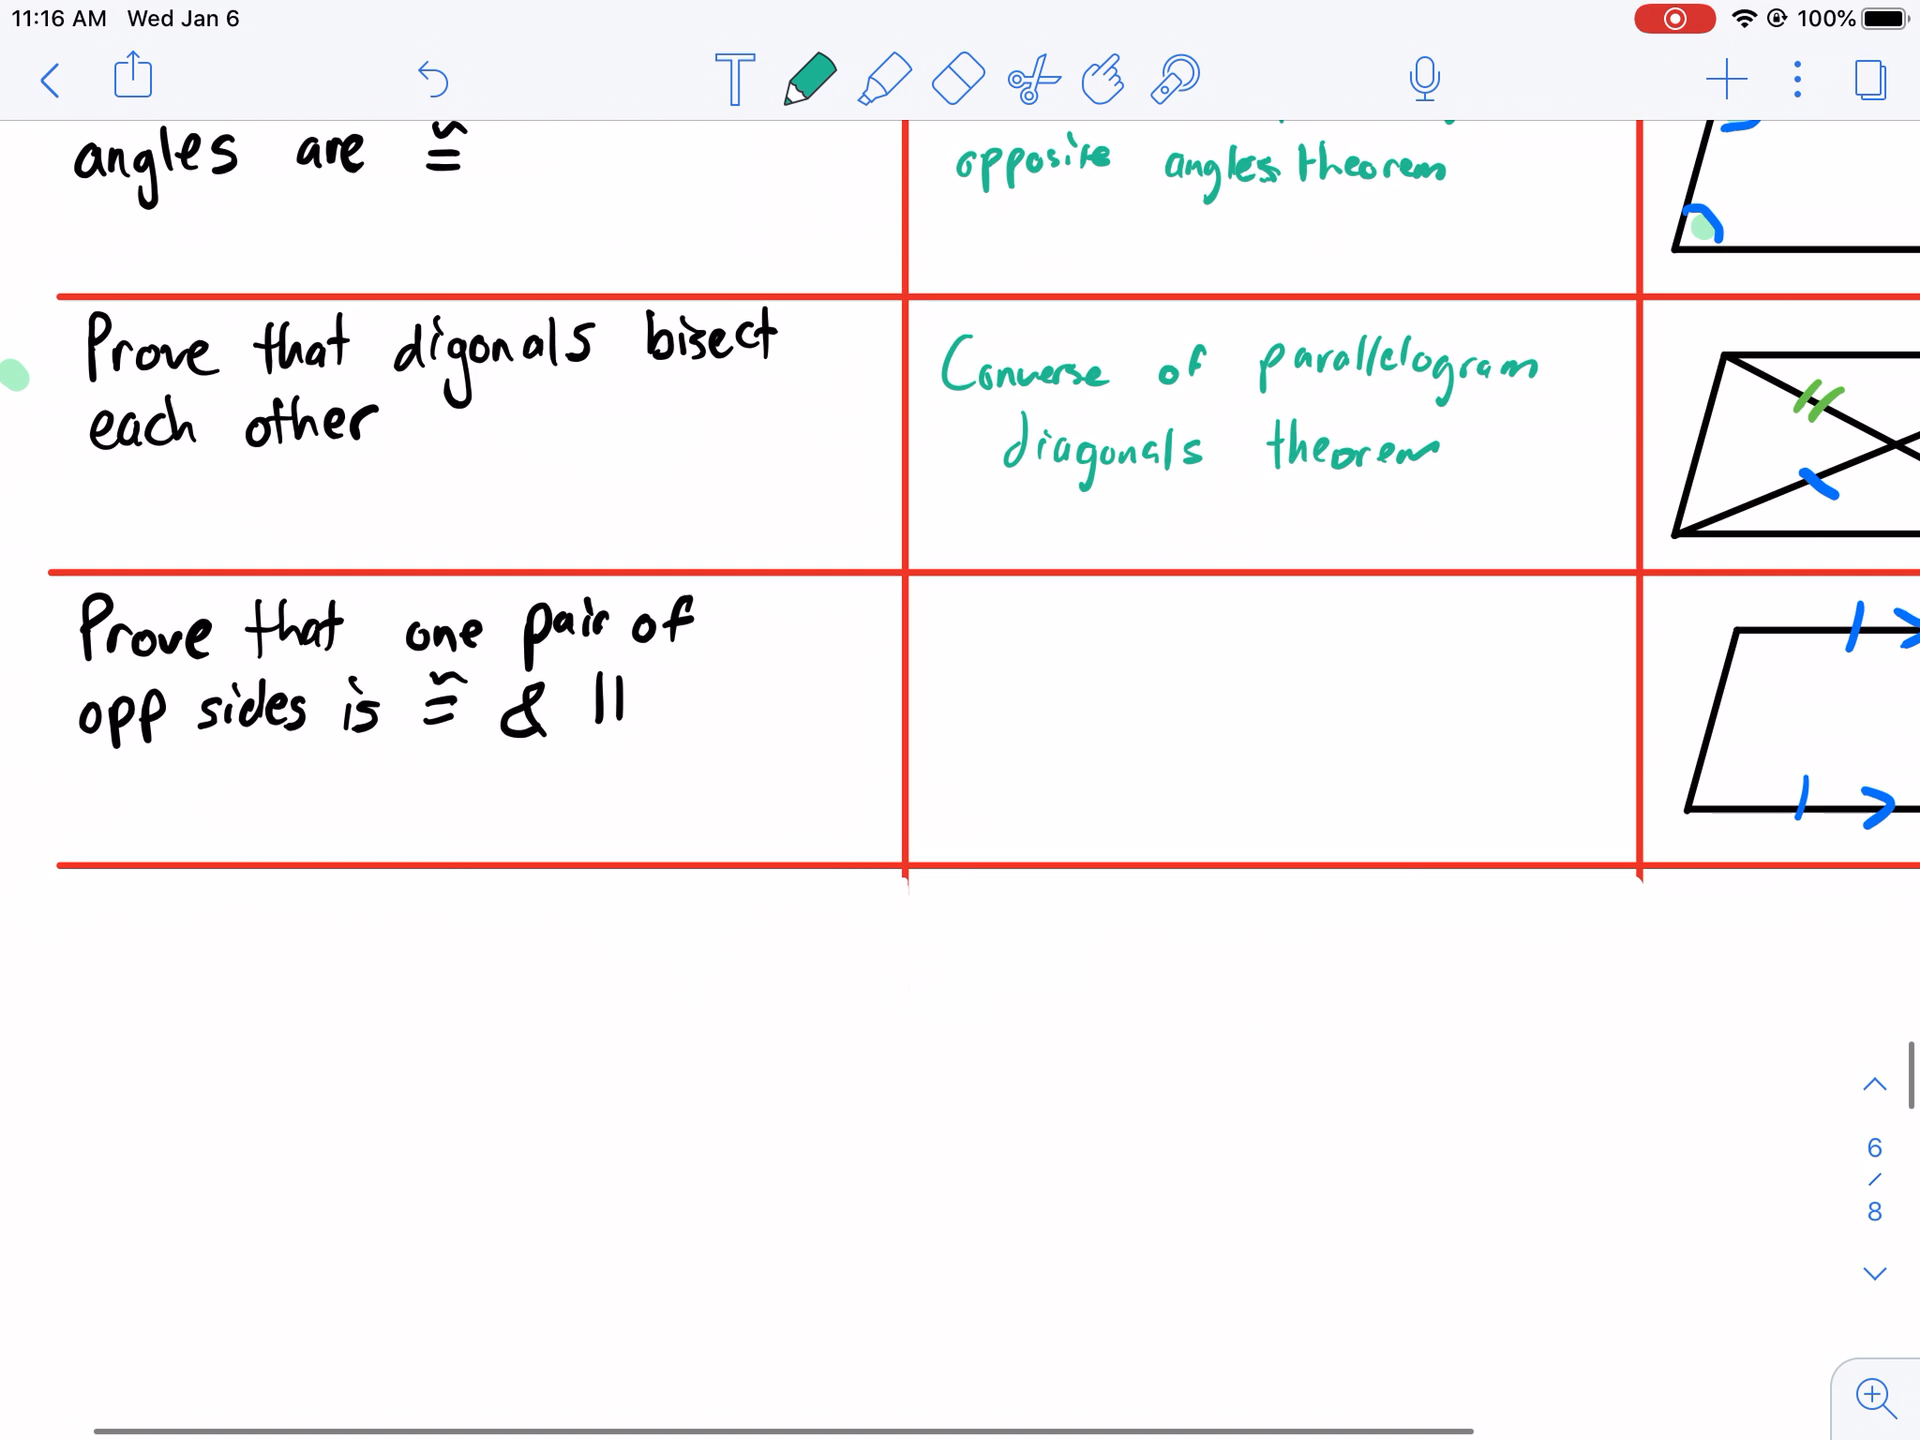 11:16 AM Wed Jan 6
100%
T
angles are ≅
opposite angles theorem
Prove that digonals bisect
each other
Converse of parallelogram
diagonals theorem
Prove that one pair of
opp sides is ≅ & ||
6
/
8